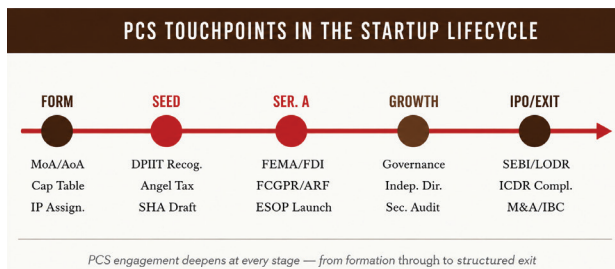 PCS TOUCHPOINTS IN THE STARTUP LIFECYCLE
FORM
MoA/AoA
Cap Table
IP Assign.
SEED
DPIIT Recog.
Angel Tax
SHA Draft
SER. A
FEMA/FDI
FCGPR/ARF
ESOP Launch
GROWTH
Governance
Indep. Dir.
Sec. Audit
IPO/EXIT
SEBI/LODR
ICDR Compl.
M&A/IBC
PCS engagement deepens at every stage — from formation through to structured exit